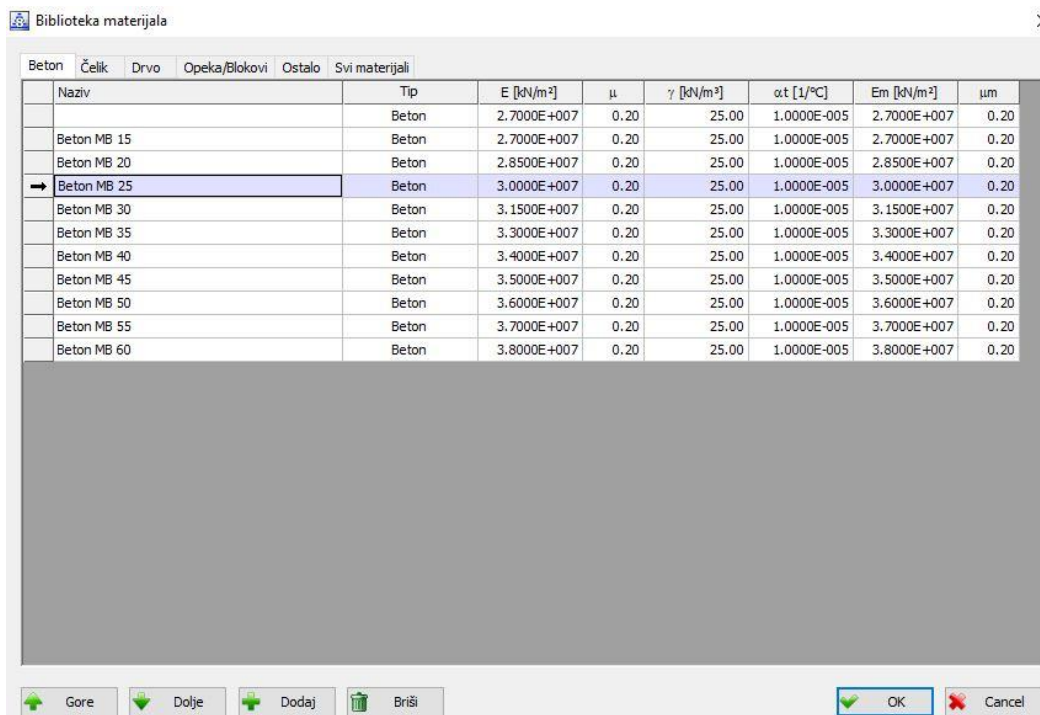 Biblioteka materijala
Beton Čelik Drvo Opeka/Blokovi Ostalo Svi materijali
Naziv Tip E [kN/m²] μ γ [kN/m³] αt [1/°C] Em [kN/m²] μm
Beton 2.7000E+007 0.20 25.00 1.0000E-005 2.7000E+007 0.20
Beton MB 15 Beton 2.7000E+007 0.20 25.00 1.0000E-005 2.7000E+007 0.20
Beton MB 20 Beton 2.8500E+007 0.20 25.00 1.0000E-005 2.8500E+007 0.20
Beton MB 25 Beton 3.0000E+007 0.20 25.00 1.0000E-005 3.0000E+007 0.20
Beton MB 30 Beton 3.1500E+007 0.20 25.00 1.0000E-005 3.1500E+007 0.20
Beton MB 35 Beton 3.3000E+007 0.20 25.00 1.0000E-005 3.3000E+007 0.20
Beton MB 40 Beton 3.4000E+007 0.20 25.00 1.0000E-005 3.4000E+007 0.20
Beton MB 45 Beton 3.5000E+007 0.20 25.00 1.0000E-005 3.5000E+007 0.20
Beton MB 50 Beton 3.6000E+007 0.20 25.00 1.0000E-005 3.6000E+007 0.20
Beton MB 55 Beton 3.7000E+007 0.20 25.00 1.0000E-005 3.7000E+007 0.20
Beton MB 60 Beton 3.8000E+007 0.20 25.00 1.0000E-005 3.8000E+007 0.20
Gore Dolje Dodaj Briši OK Cancel